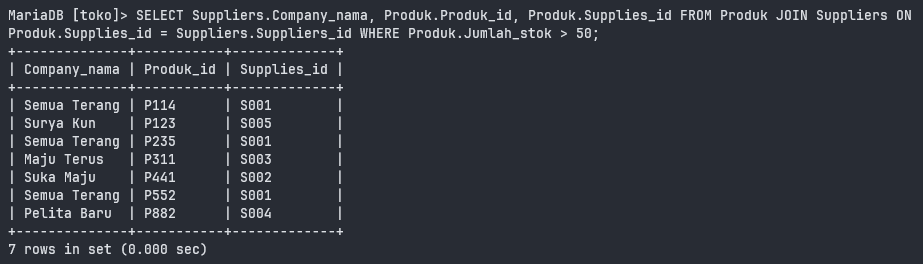 MariaDB [toko]> SELECT Suppliers.Company_nama, Produk.Produk_id, Produk.Supplies_id FROM Produk JOIN Suppliers ON
Produk.Supplies_id = Suppliers.Suppliers_id WHERE Produk.Jumlah_stok > 50;
+--------------+-----------+-------------+
| Company_nama | Produk_id | Supplies_id |
+--------------+-----------+-------------+
| Semua Terang | P114      | S001        |
| Surya Kun    | P123      | S005        |
| Semua Terang | P235      | S001        |
| Maju Terus   | P311      | S003        |
| Suka Maju    | P441      | S002        |
| Semua Terang | P552      | S001        |
| Pelita Baru  | P882      | S004        |
+--------------+-----------+-------------+
7 rows in set (0.000 sec)